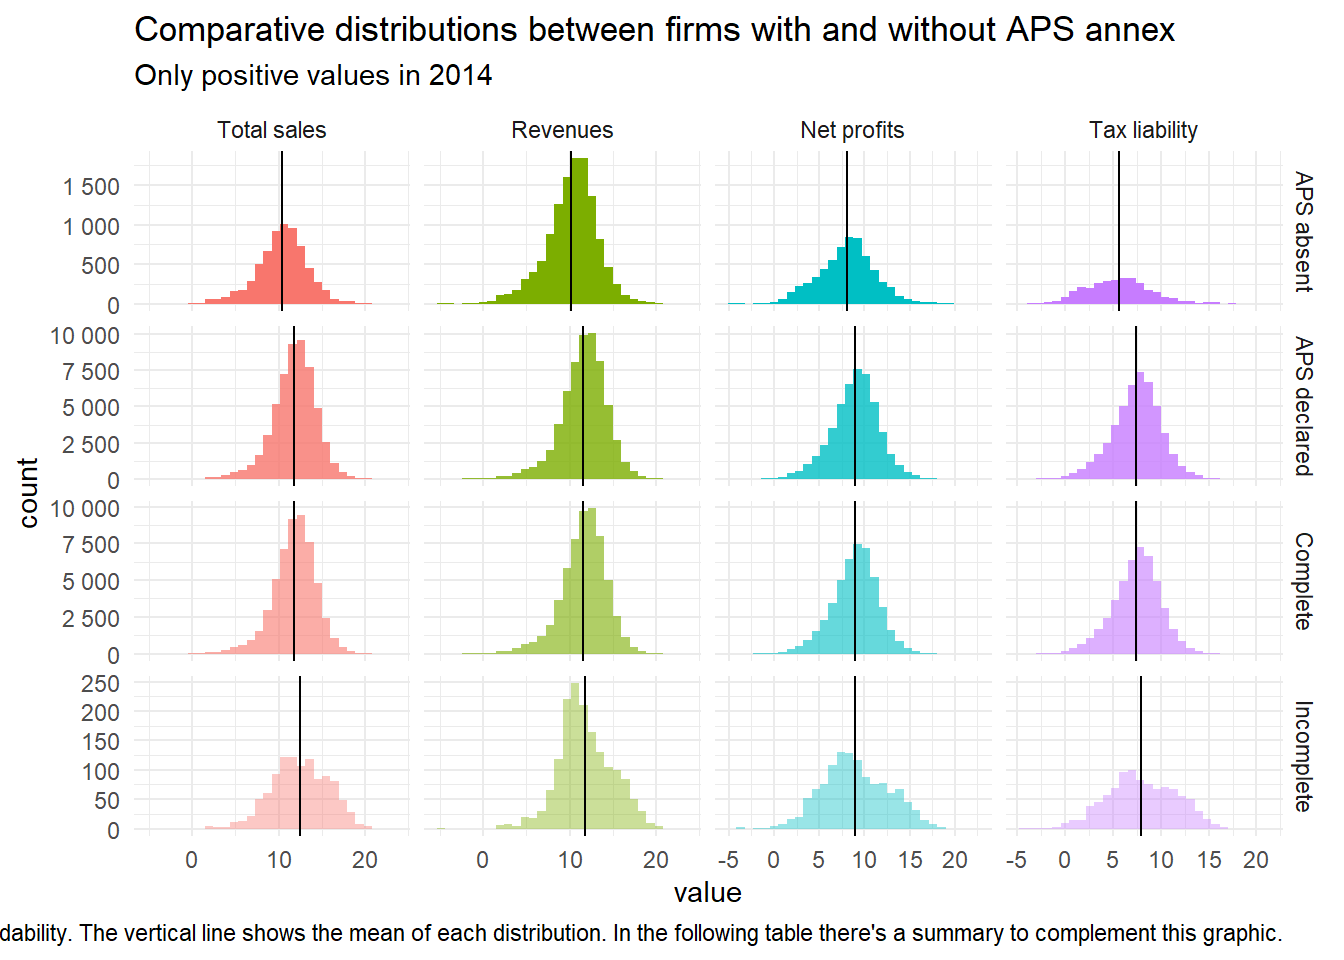 Comparative distributions between firms with and without APS annex
Only positive values in 2014
Total sales
Revenues
Net profits
Tax liability
1 500
1 000
500
0
APS absent
10 000
7 500
5 000
2 500
0
APS declared
10 000
7 500
5 000
2 500
0
Complete
250
200
150
100
50
0
Incomplete
count
0 10 20
0 10 20
-5 0 5 10 15 20
-5 0 5 10 15 20
value
dability. The vertical line shows the mean of each distribution. In the following table there's a summary to complement this graphic.